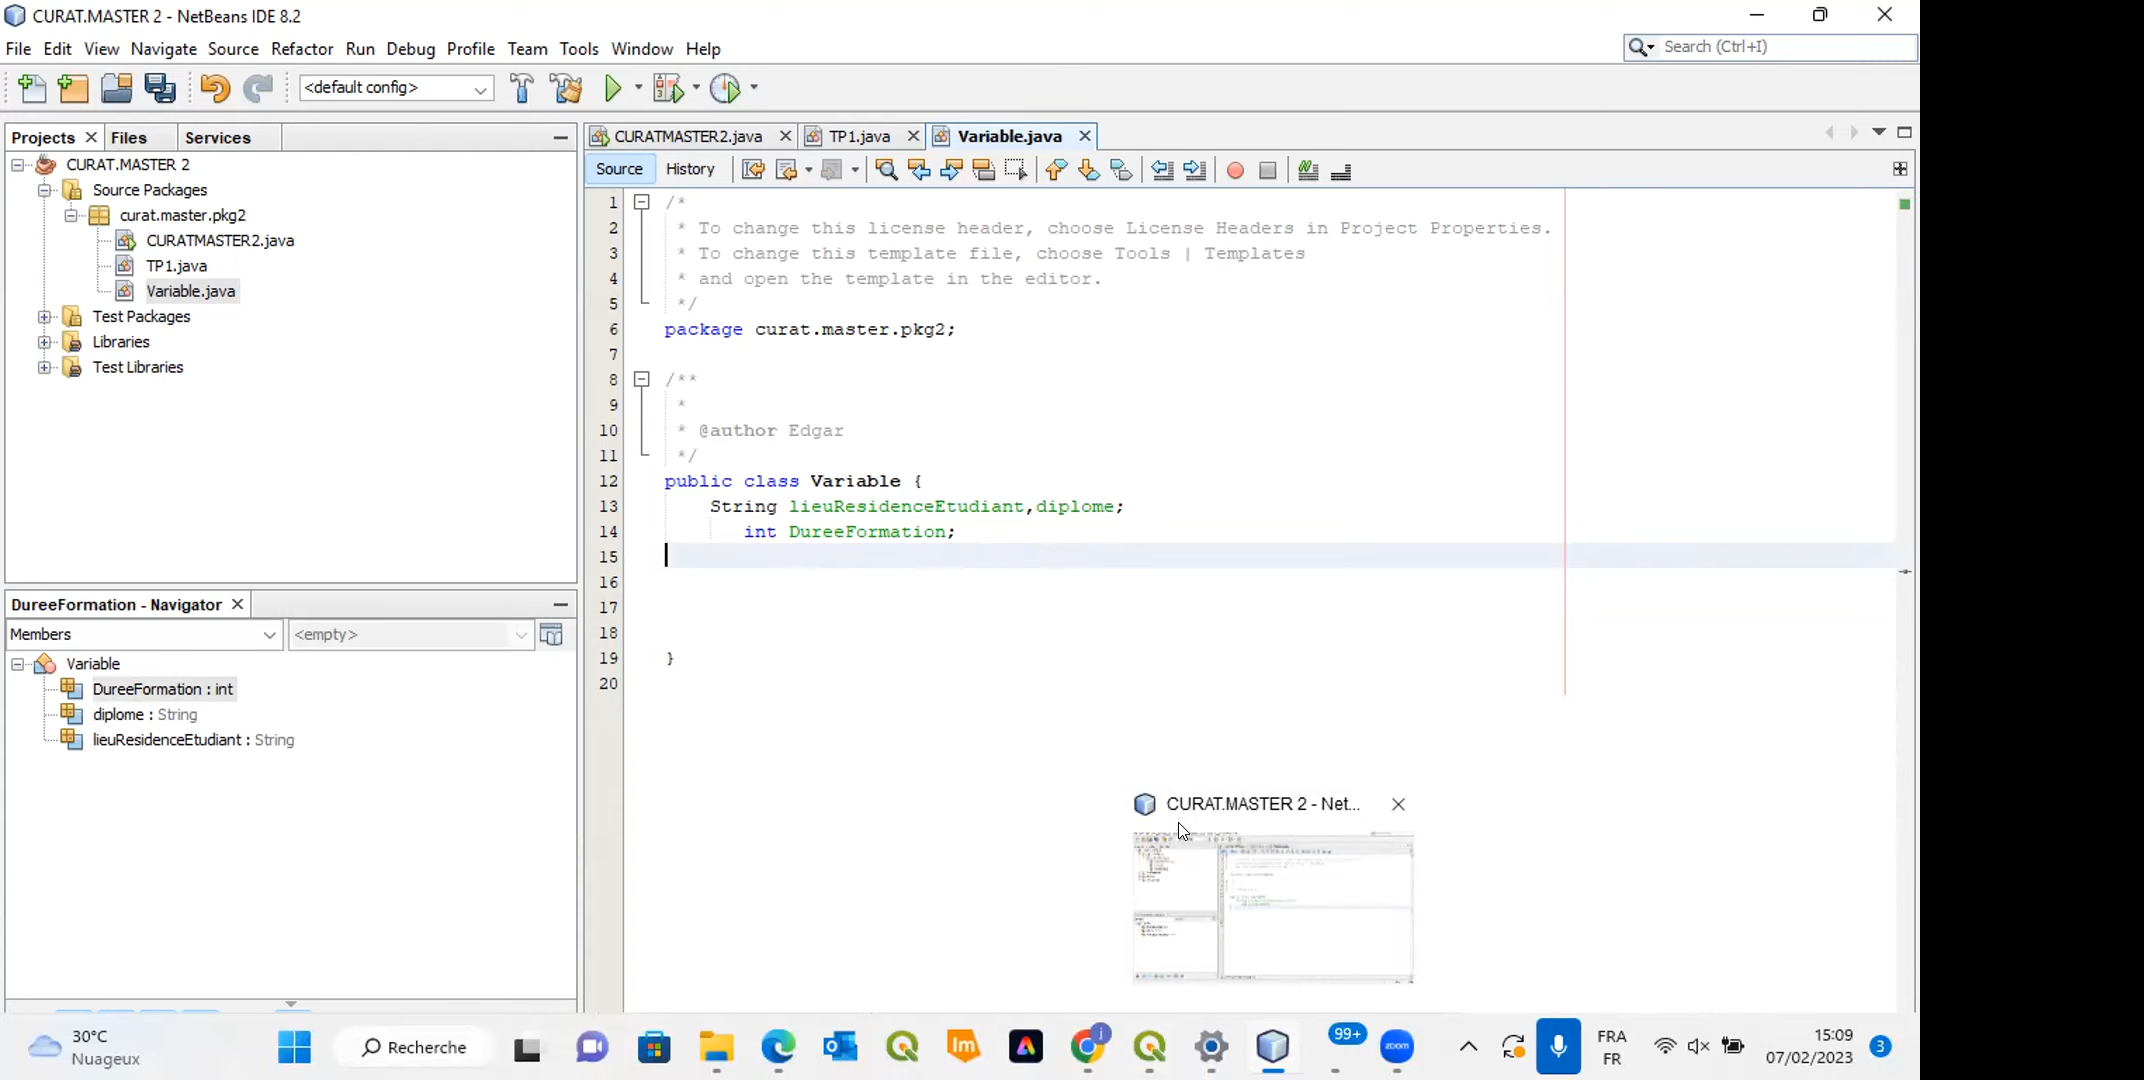 CURAT.MASTER 2 - NetBeans IDE 8.2
File Edit View Navigate Source Refactor Run Debug Profile Team Tools Window Help
Search (Ctrl+I)
<default config>
Projects Files Services
CURAT.MASTER 2
Source Packages
curat.master.pkg2
CURATMASTER2.java
TP1.java
Variable.java
Test Packages
Libraries
Test Libraries
DureeFormation - Navigator
Members <empty>
Variable
DureeFormation : int
diplome : String
lieuResidenceEtudiant : String
CURATMASTER2.java TP1.java Variable.java
Source History
1 /*
2 * To change this license header, choose License Headers in Project Properties.
3 * To change this template file, choose Tools | Templates
4 * and open the template in the editor.
5 */
6 package curat.master.pkg2;
7
8 /**
9 *
10 * @author Edgar
11 */
12 public class Variable {
13 String lieuResidenceEtudiant,diplome;
14 int DureeFormation;
15
16
17
18
19 }
20
CURAT.MASTER 2 - Net...
30°C
Nuageux
Recherche
Im
i
99+
zoom
FRA
FR
15:09
07/02/2023
3